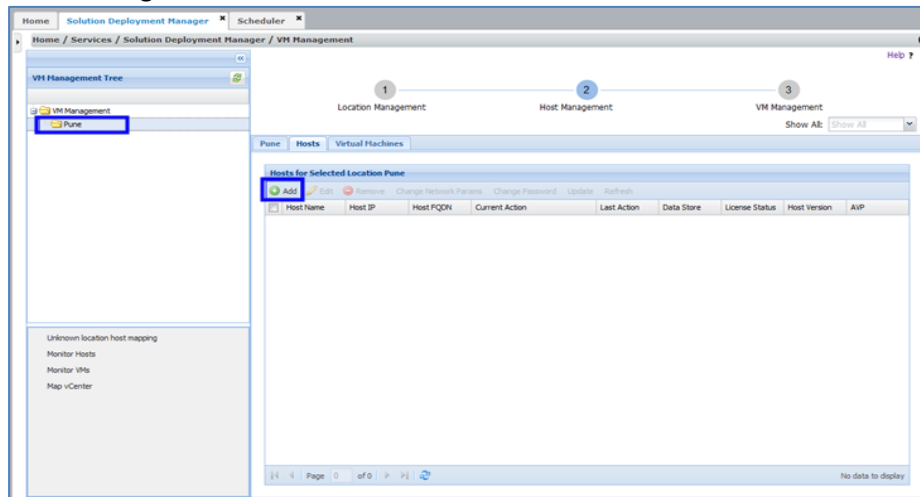 Home Solution Deployment Manager Scheduler
Home / Services / Solution Deployment Manager / VM Management
Help ?
VM Management Tree
VM Management
Pune
1 2 3
Location Management Host Management VM Management
Show All: Show All
Pune Hosts Virtual Machines
Hosts for Selected Location Pune
Add Edit Remove Change Network Params Change Password Update Refresh
Host Name Host IP Host FQDN Current Action Last Action Data Store License Status Host Version AVP
Unknown location host mapping
Monitor Hosts
Monitor VMs
Map vCenter
Page 0 of 0 No data to display